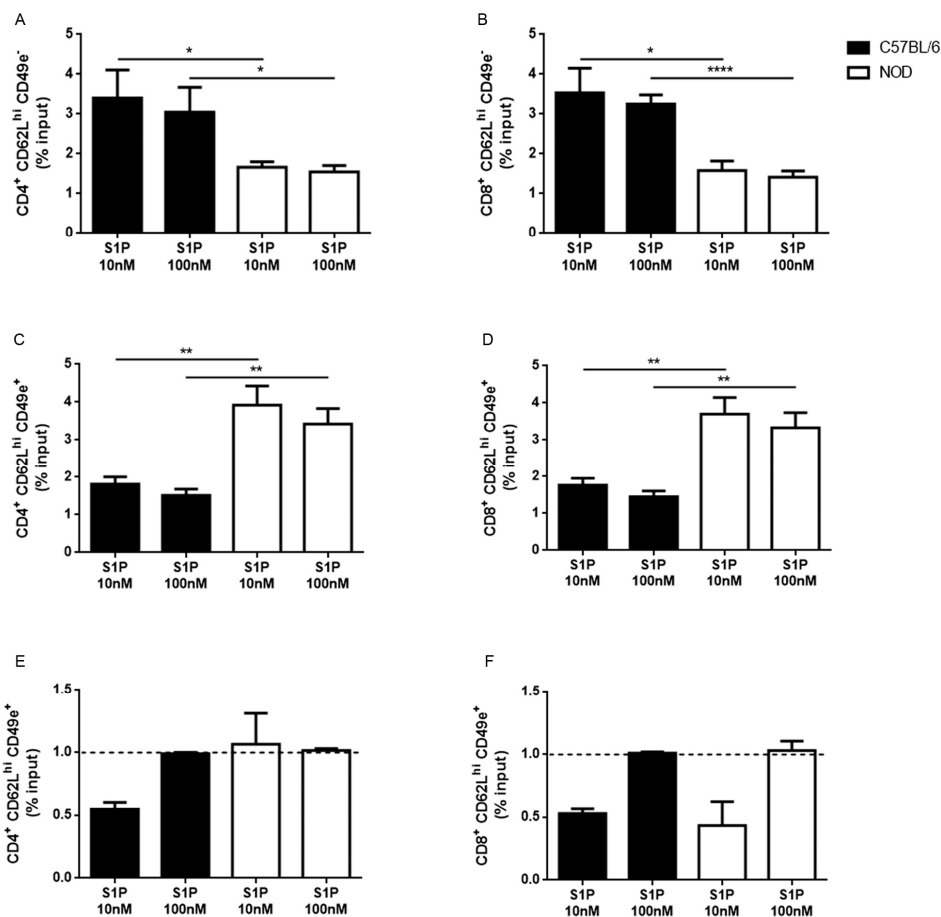 A
CD4⁺ CD62Lʰⁱ CD49e⁻
(% input)
5
4
3
2
1
0
*
*
S1P S1P S1P S1P
10nM 100nM 10nM 100nM
B
CD8⁺ CD62Lʰⁱ CD49e⁻
(% input)
5
4
3
2
1
0
*
****
S1P S1P S1P S1P
10nM 100nM 10nM 100nM
C57BL/6
NOD
C
CD4⁺ CD62Lʰⁱ CD49e⁺
(% input)
5
4
3
2
1
0
**
**
S1P S1P S1P S1P
10nM 100nM 10nM 100nM
D
CD8⁺ CD62Lʰⁱ CD49e⁺
(% input)
5
4
3
2
1
0
**
**
S1P S1P S1P S1P
10nM 100nM 10nM 100nM
E
CD4⁺ CD62Lʰⁱ CD49e⁺
(% input)
1.5
1.0
0.5
0.0
S1P S1P S1P S1P
10nM 100nM 10nM 100nM
F
CD8⁺ CD62Lʰⁱ CD49e⁺
(% input)
1.5
1.0
0.5
0.0
S1P S1P S1P S1P
10nM 100nM 10nM 100nM